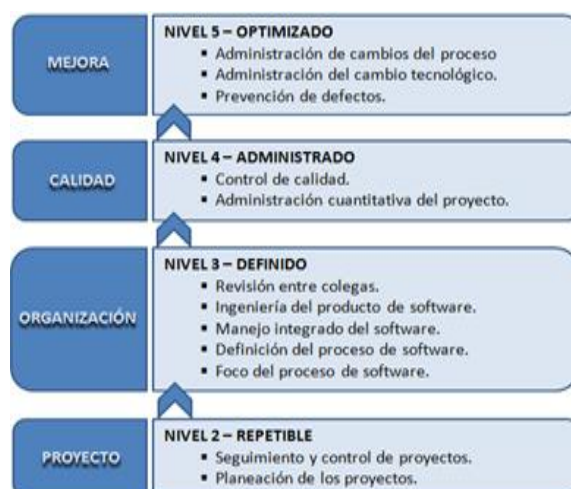 MEJORA
NIVEL 5 – OPTIMIZADO
▪ Administración de cambios del proceso
▪ Administración del cambio tecnológico.
▪ Prevención de defectos.
CALIDAD
NIVEL 4 – ADMINISTRADO
▪ Control de calidad.
▪ Administración cuantitativa del proyecto.
ORGANIZACIÓN
NIVEL 3 – DEFINIDO
▪ Revisión entre colegas.
▪ Ingeniería del producto de software.
▪ Manejo integrado del software.
▪ Definición del proceso de software.
▪ Foco del proceso de software.
PROYECTO
NIVEL 2 – REPETIBLE
▪ Seguimiento y control de proyectos.
▪ Planeación de los proyectos.